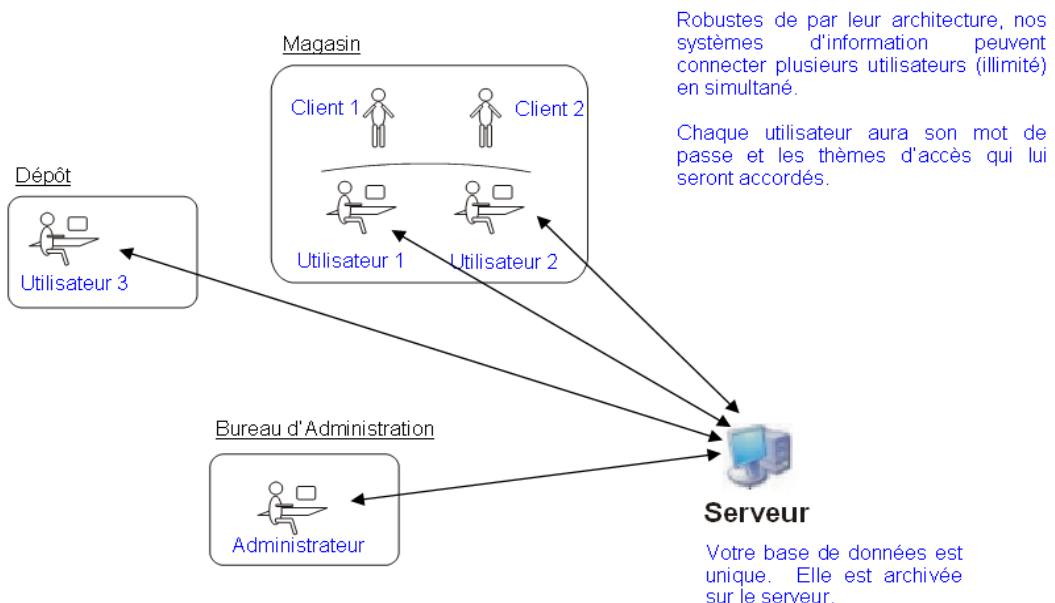 Robustes de par leur architecture, nos
systèmes d'information peuvent
connecter plusieurs utilisateurs (illimité)
en simultané.
Chaque utilisateur aura son mot de
passe et les thèmes d'accès qui lui
seront accordés.
Magasin
Client 1
Client 2
Utilisateur 1
Utilisateur 2
Dépôt
Utilisateur 3
Bureau d'Administration
Administrateur
Serveur
Votre base de données est
unique. Elle est archivée
sur le serveur.